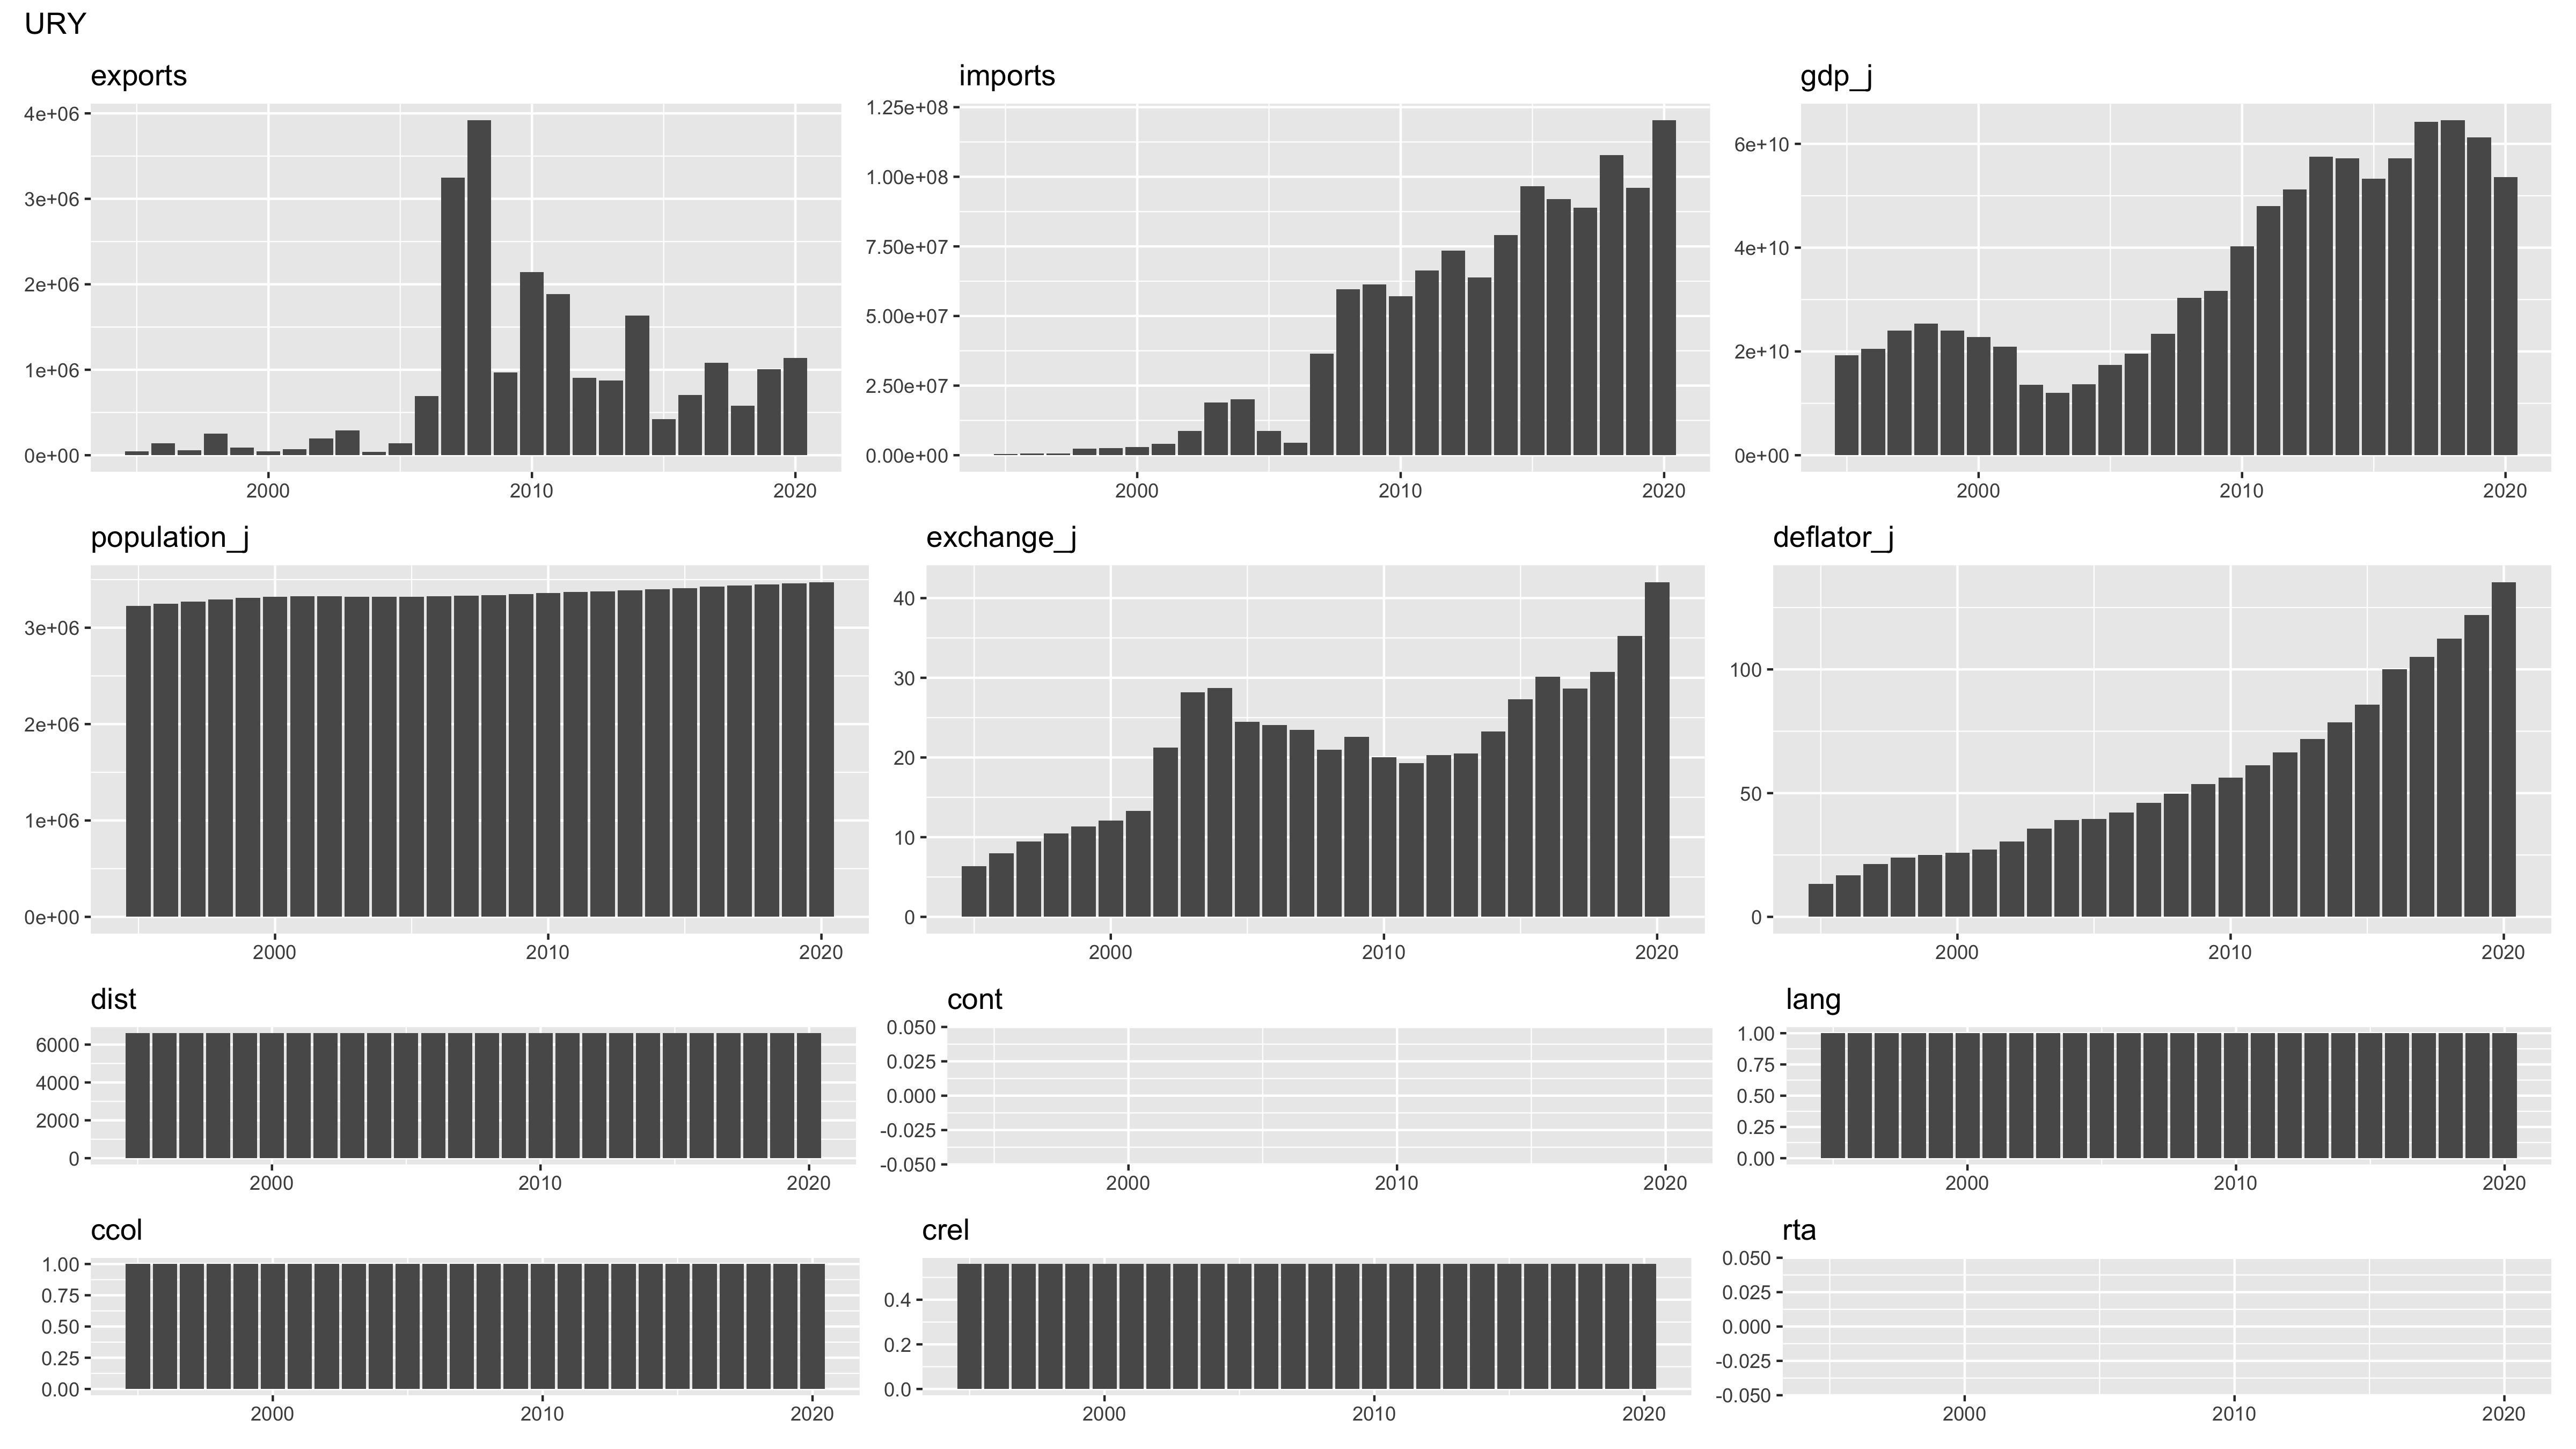 URY
exports
4e+06
3e+06
2e+06
1e+06
0e+00
2000 2010 2020
imports
1.25e+08
1.00e+08
7.50e+07
5.00e+07
2.50e+07
0.00e+00
2000 2010 2020
gdp_j
6e+10
4e+10
2e+10
0e+00
2000 2010 2020
population_j
3e+06
2e+06
1e+06
0e+00
2000 2010 2020
exchange_j
40
30
20
10
0
2000 2010 2020
deflator_j
100
50
0
2000 2010 2020
dist
6000
4000
2000
0
2000 2010 2020
cont
0.050
0.025
0.000
-0.025
-0.050
2000 2010 2020
lang
1.00
0.75
0.50
0.25
0.00
2000 2010 2020
ccol
1.00
0.75
0.50
0.25
0.00
2000 2010 2020
crel
0.4
0.2
0.0
2000 2010 2020
rta
0.050
0.025
0.000
-0.025
-0.050
2000 2010 2020